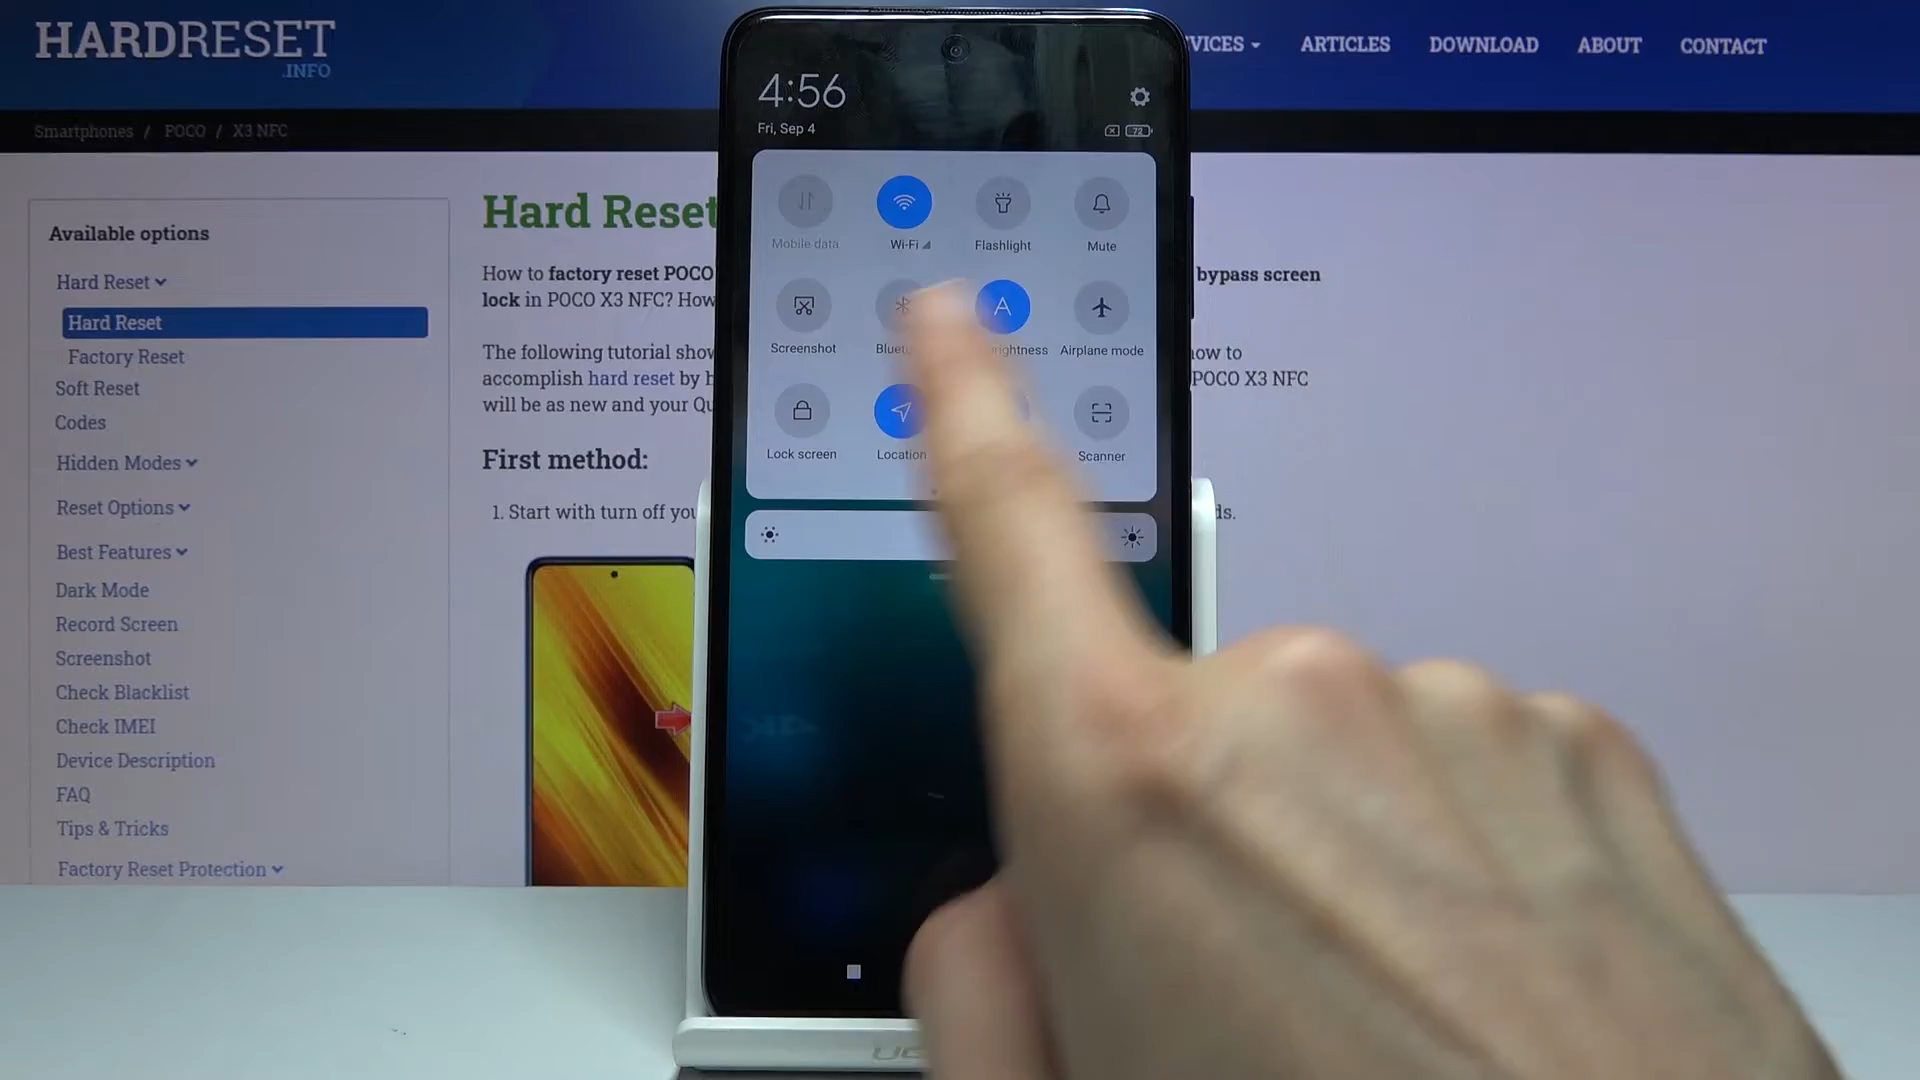 HARDRESET
.INFO
VICES ARTICLES DOWNLOAD ABOUT CONTACT
Smartphones / POCO / X3 NFC
Available options
Hard Reset
Hard Reset
Factory Reset
Soft Reset
Codes
Hidden Modes
Reset Options
Best Features
Dark Mode
Record Screen
Screenshot
Check Blacklist
Check IMEI
Device Description
FAQ
Tips & Tricks
Factory Reset Protection
Hard Reset
How to factory reset POCO bypass screen
lock in POCO X3 NFC? How
The following tutorial show ow to
accomplish hard reset by h POCO X3 NFC
will be as new and your Qu
First method:
1. Start with turn off you ds.
4:56
Fri, Sep 4
72
Mobile data
Wi-Fi
Flashlight
Mute
Screenshot
Blueto
A
ightness
Airplane mode
Lock screen
Location
Scanner